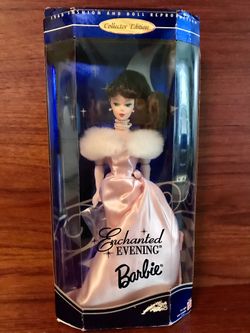 1960 FASHION AND DOLL REPRODUCTION
Collector Edition
Enchanted
EVENING
Barbie